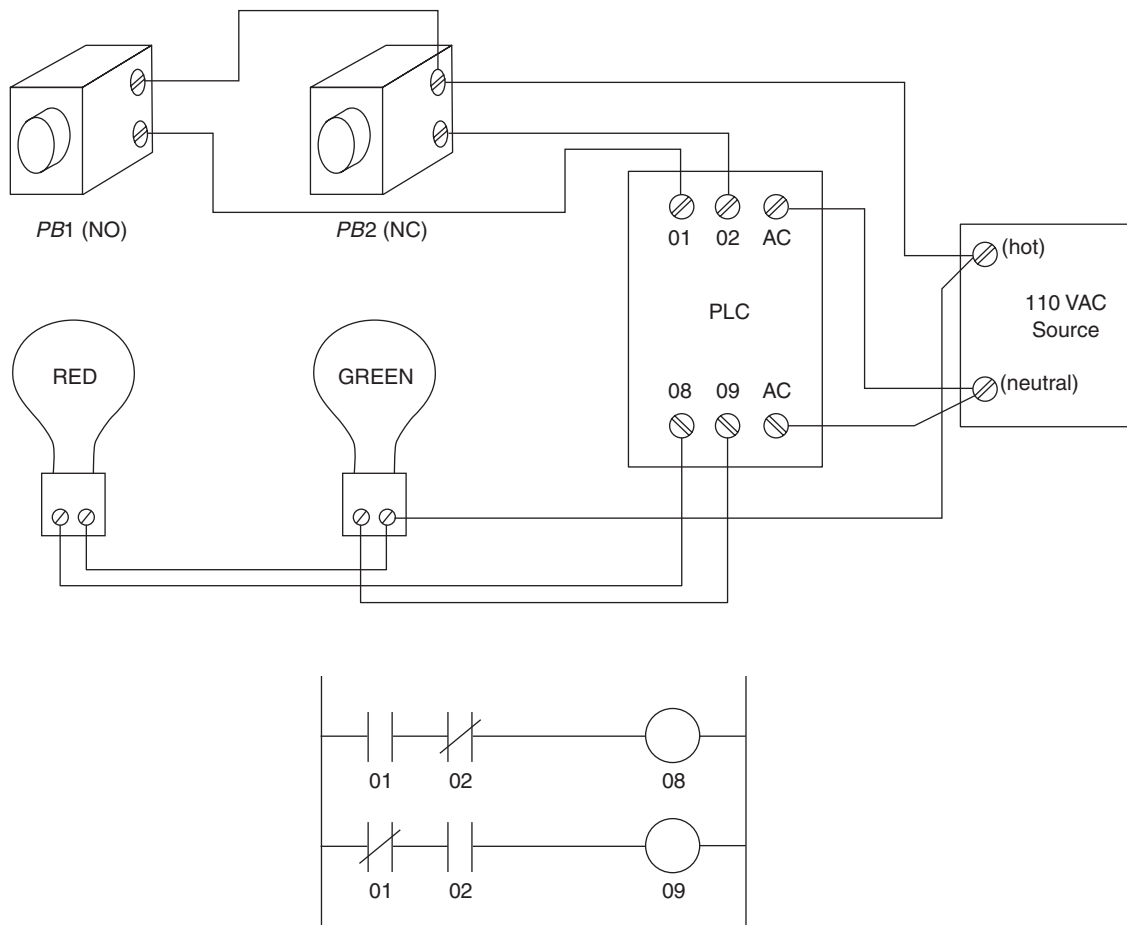 PB1 (NO)
PB2 (NC)
01 02 AC
(hot)
PLC
110 VAC
Source
RED
GREEN
08 09 AC
(neutral)
01 02 08
01 02 09